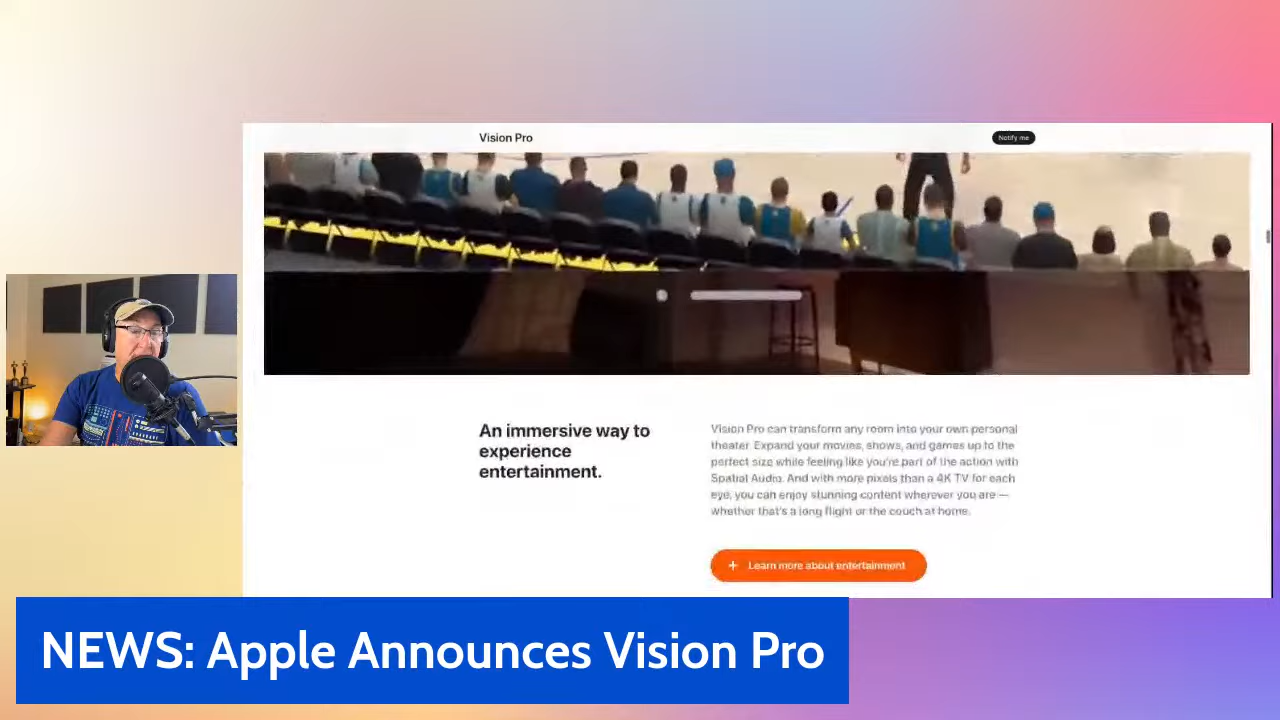 Vision Pro
Notify me
An immersive way to
experience
entertainment.
Vision Pro can transform any room into your own personal
theater. Expand your movies, shows, and games up to the
perfect size while feeling like you're part of the action with
Spatial Audio. And with more pixels than a 4K TV for each
eye, you can enjoy stunning content wherever you are —
whether that's a long flight or the couch at home.
+ Learn more about entertainment
NEWS: Apple Announces Vision Pro